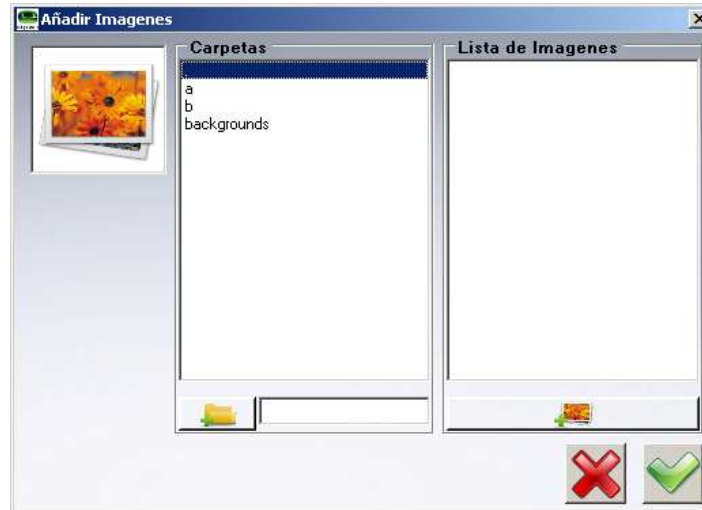 Añadir Imagenes
Carpetas
a
b
backgrounds
Lista de Imagenes